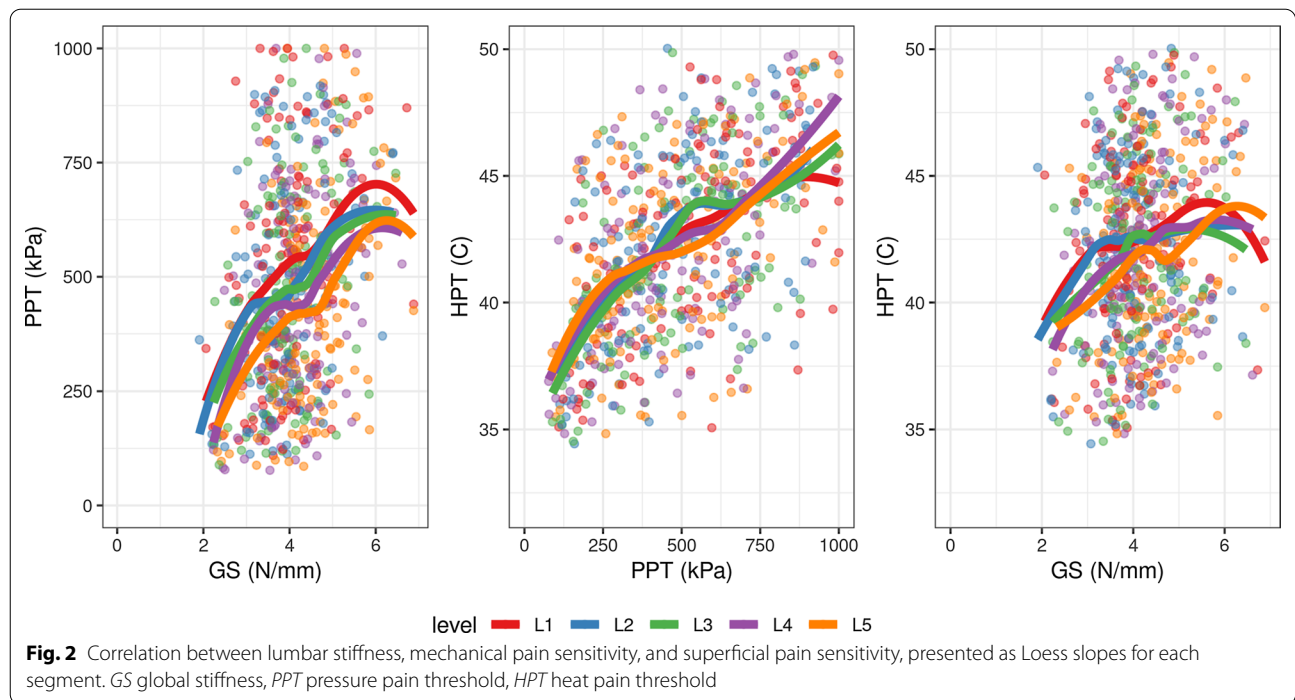 1000
750
500
250
0
PPT (kPa)
0 2 4 6
GS (N/mm)
50
45
40
35
HPT (C)
0 250 500 750 1000
PPT (kPa)
50
45
40
35
HPT (C)
0 2 4 6
GS (N/mm)
level L1 L2 L3 L4 L5
Fig. 2 Correlation between lumbar stiffness, mechanical pain sensitivity, and superficial pain sensitivity, presented as Loess slopes for each
segment. GS global stiffness, PPT pressure pain threshold, HPT heat pain threshold